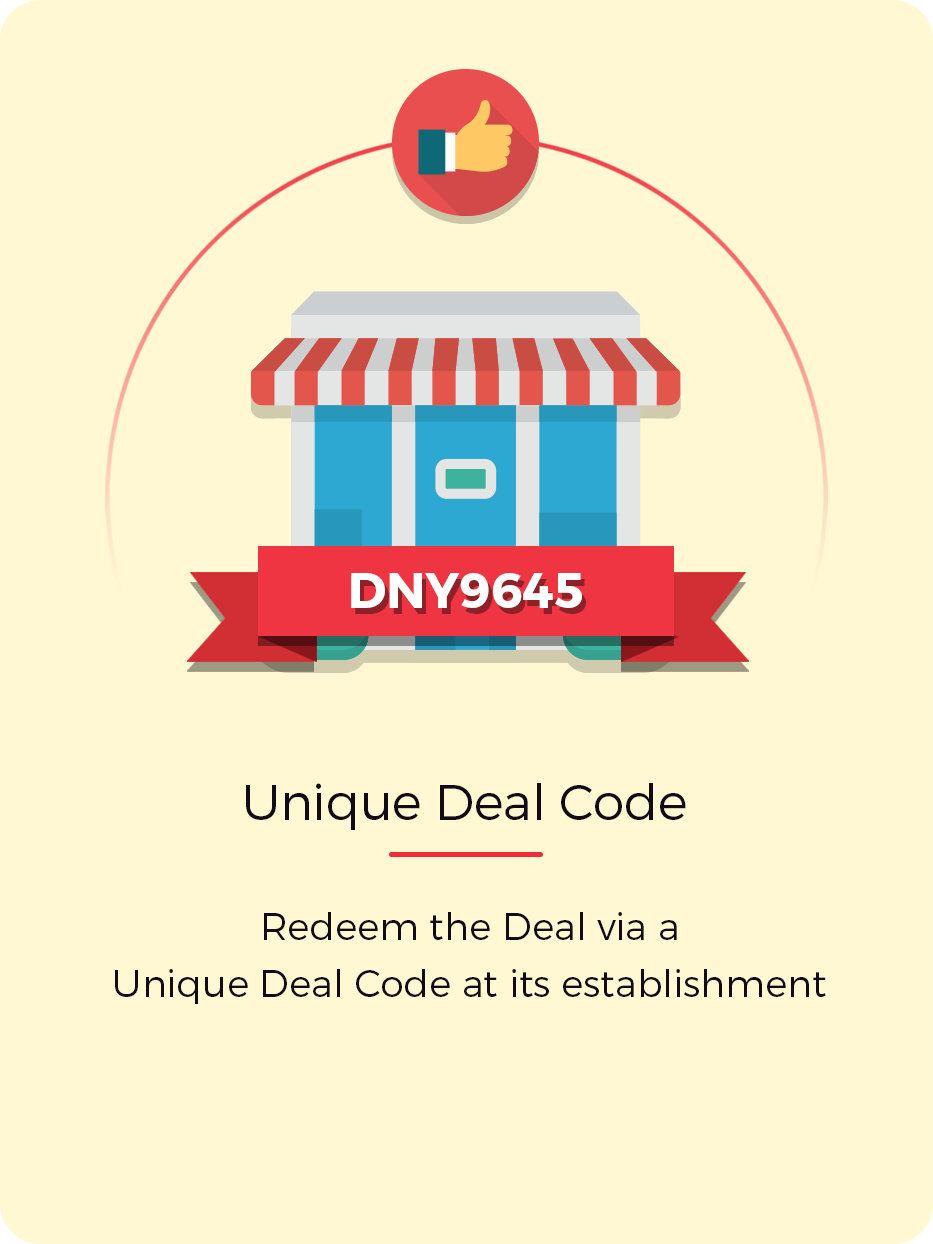 DNY9645
Unique Deal Code
Redeem the Deal via a
Unique Deal Code at its establishment